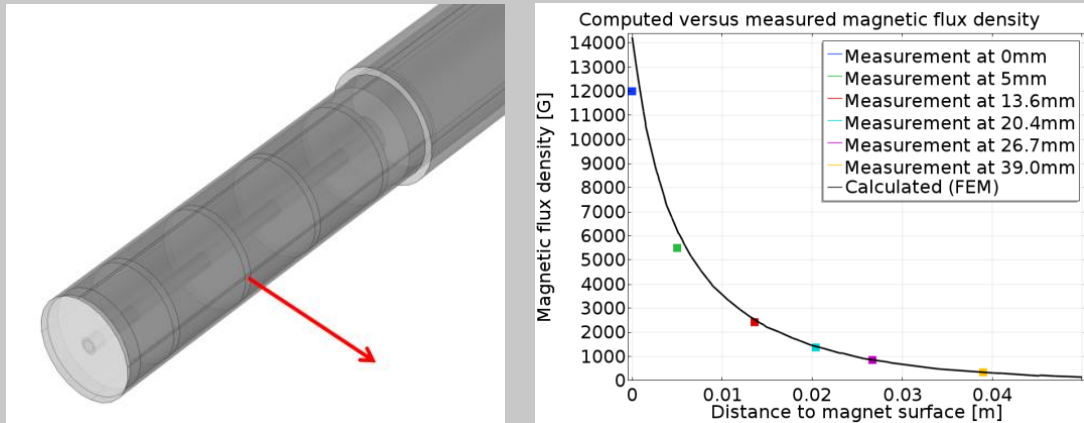 Computed versus measured magnetic flux density
Magnetic flux density [G]
14000
13000
12000
11000
10000
9000
8000
7000
6000
5000
4000
3000
2000
1000
0
Measurement at 0mm
Measurement at 5mm
Measurement at 13.6mm
Measurement at 20.4mm
Measurement at 26.7mm
Measurement at 39.0mm
Calculated (FEM)
0 0.01 0.02 0.03 0.04
Distance to magnet surface [m]